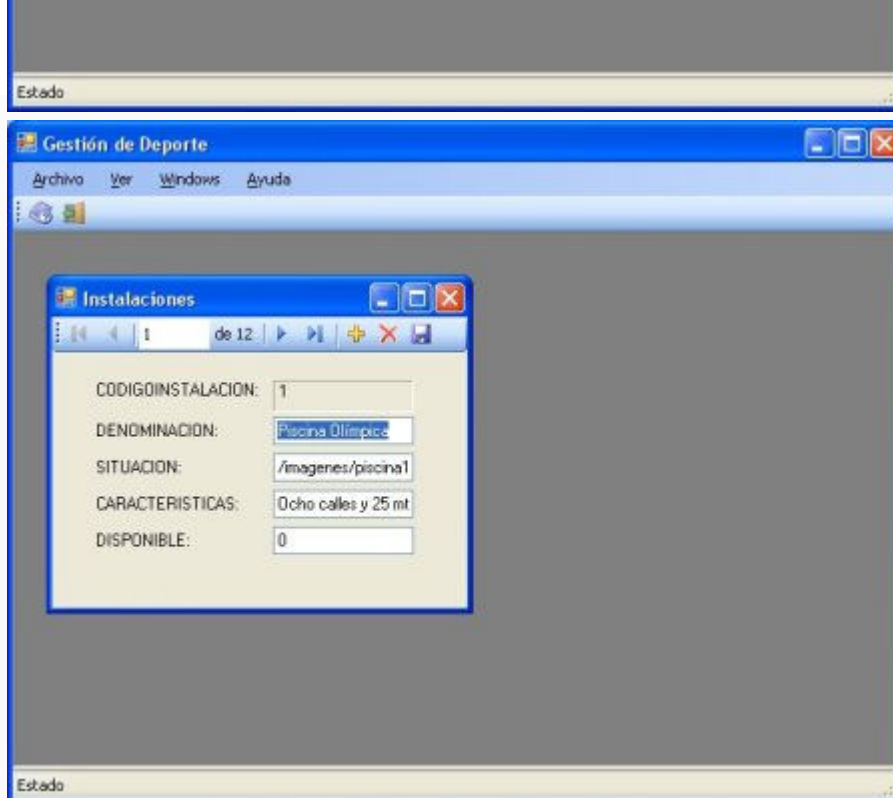 Estado
Gestión de Deporte
Archivo Ver Windows Ayuda
Instalaciones
1 de 12
CODIGOINSTALACION: 1
DENOMINACION: Piscina Olímpica
SITUACION: /imagenes/piscina1
CARACTERISTICAS: Ocho calles y 25 mt
DISPONIBLE: 0
Estado